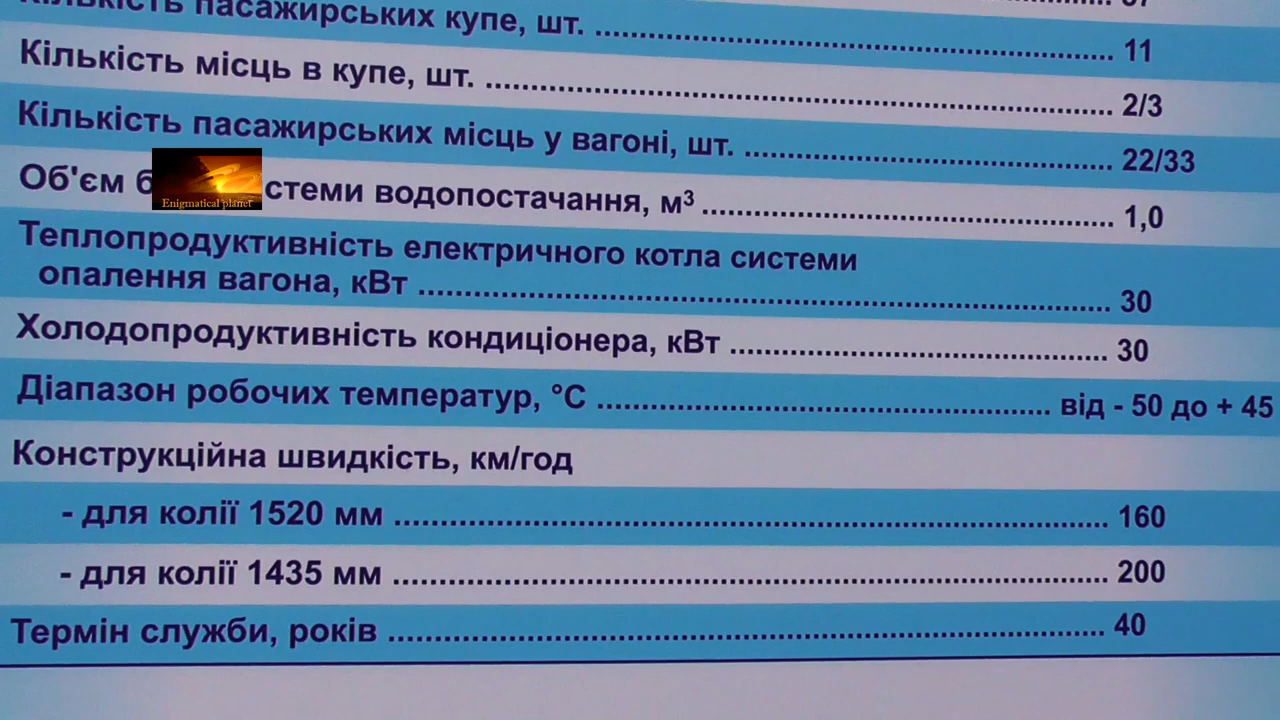 пасажирських купе, шт. ........ 11
Кількість місць в купе, шт. ........ 2/3
Кількість пасажирських місць у вагоні, шт. ........ 22/33
Об'єм водопостачання, м³ ........ 1,0
Enigmatical planet
Теплопродуктивність електричного котла системи
опалення вагона, кВт ........ 30
Холодопродуктивність кондиціонера, кВт ........ 30
Діапазон робочих температур, °С ........ від - 50 до + 45
Конструкційна швидкість, км/год
- для колії 1520 мм ........ 160
- для колії 1435 мм ........ 200
Термін служби, років ........ 40